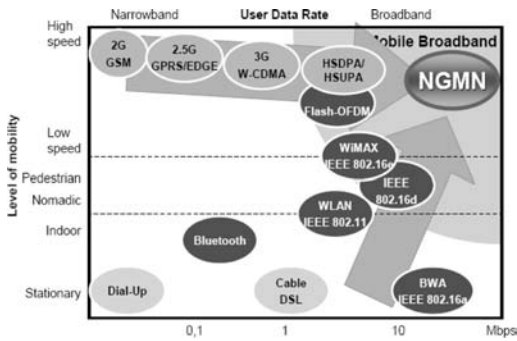 Narrowband User Data Rate Broadband
High
speed
2G
GSM
2.5G
GPRS/EDGE
3G
W-CDMA
HSDPA/
HSUPA
Mobile Broadband
NGMN
Flash-OFDM
Level of mobility
Low
speed
WiMAX
IEEE 802.16e
Pedestrian
IEEE
802.16d
Nomadic
WLAN
IEEE 802.11
Indoor
Bluetooth
Stationary
Dial-Up
Cable
DSL
BWA
IEEE 802.16a
0,1 1 10 Mbps